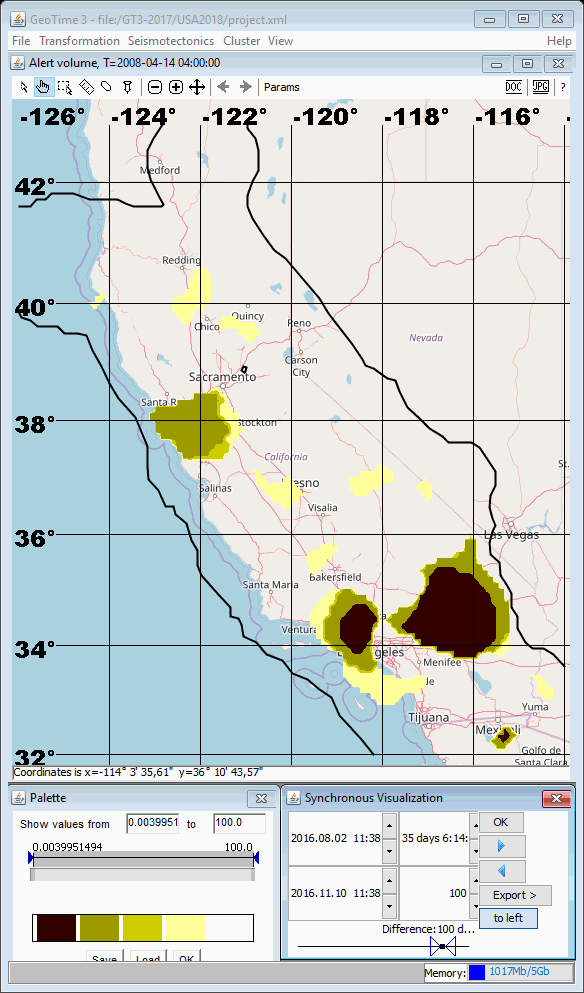 GeoTime 3 - file:/GT3-2017/USA2018/project.xml
File Transformation Seismotectonics Cluster View Help
Alert volume, T=2008-04-14 04:00:00
Params DOC JPG ?
-126° -124° -122° -120° -118° -116°
Medford
42°
Redding
40°
Quincy
Chico
Reno
Carson
City
Nevada
Sacramento
Santa R
38°
Stockton
California
esno
Salinas
Visalia
St.
36°
Las Vegas
Bakersfield
Santa Maria
Ventura
34°
geles
Menifee
Yuma
Tijuana
Mexi li
32°
Golfo de
Santa Clara
Coordinates is x=-114° 3' 35,61" y=36° 10' 43,57"
Palette
Show values from 0.0039951 to 100.0
0.0039951494 100.0
Save Load OK
Synchronous Visualization
2016.08.02 11:38 35 days 6:14: OK
2016.11.10 11:38 100
Export >
to left
Difference:100 d...
Memory: 1017Mb/5Gb